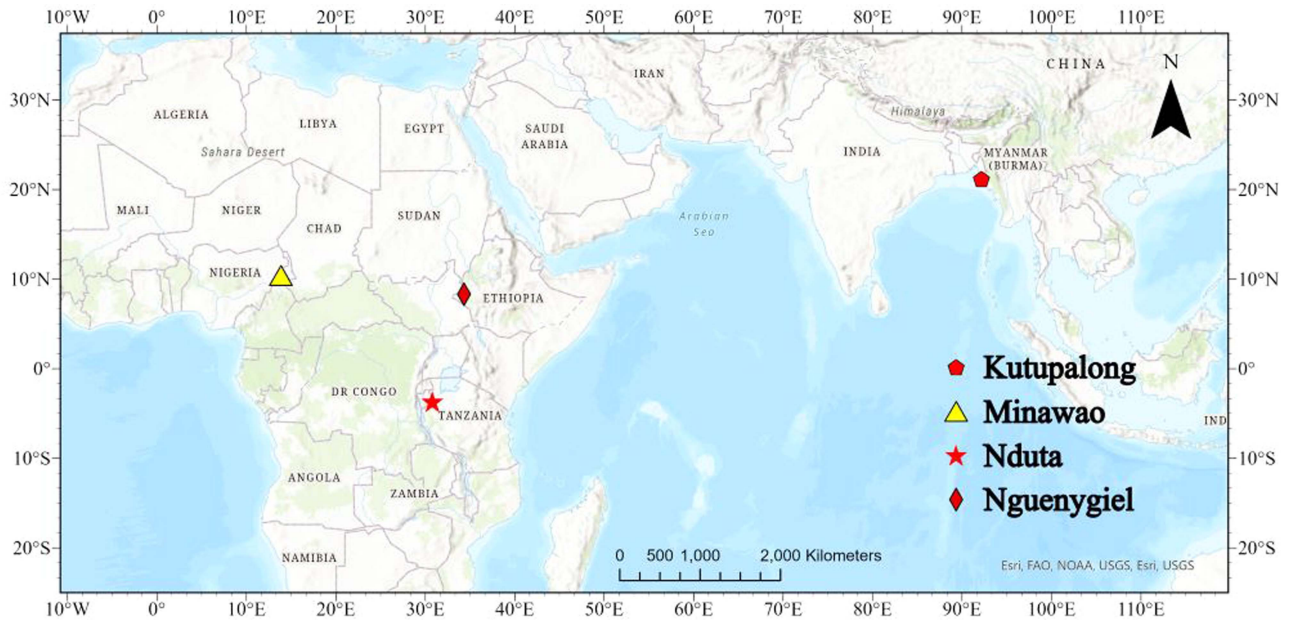 10°W 0° 10°E 20°E 30°E 40°E 50°E 60°E 70°E 80°E 90°E 100°E 110°E
N
CHINA
IRAN
30°N 30°N
Himalaya
ALGERIA
LIBYA
EGYPT
SAUDI
ARABIA
Sahara Desert
INDIA
MYANMAR
(BURMA)
20°N 20°N
MALI
NIGER
CHAD
SUDAN
Arabian
Sea
NIGERIA
10°N 10°N
ETHIOPIA
0° 0°
Kutupalong
DR CONGO
TANZANIA
Minawao
IND
Nduta
10°S 10°S
ANGOLA
ZAMBIA
Nguenygiel
20°S 20°S
NAMIBIA
0 500 1,000 2,000 Kilometers
Esri, FAO, NOAA, USGS, Esri, USGS
10°W 0° 10°E 20°E 30°E 40°E 50°E 60°E 70°E 80°E 90°E 100°E 110°E